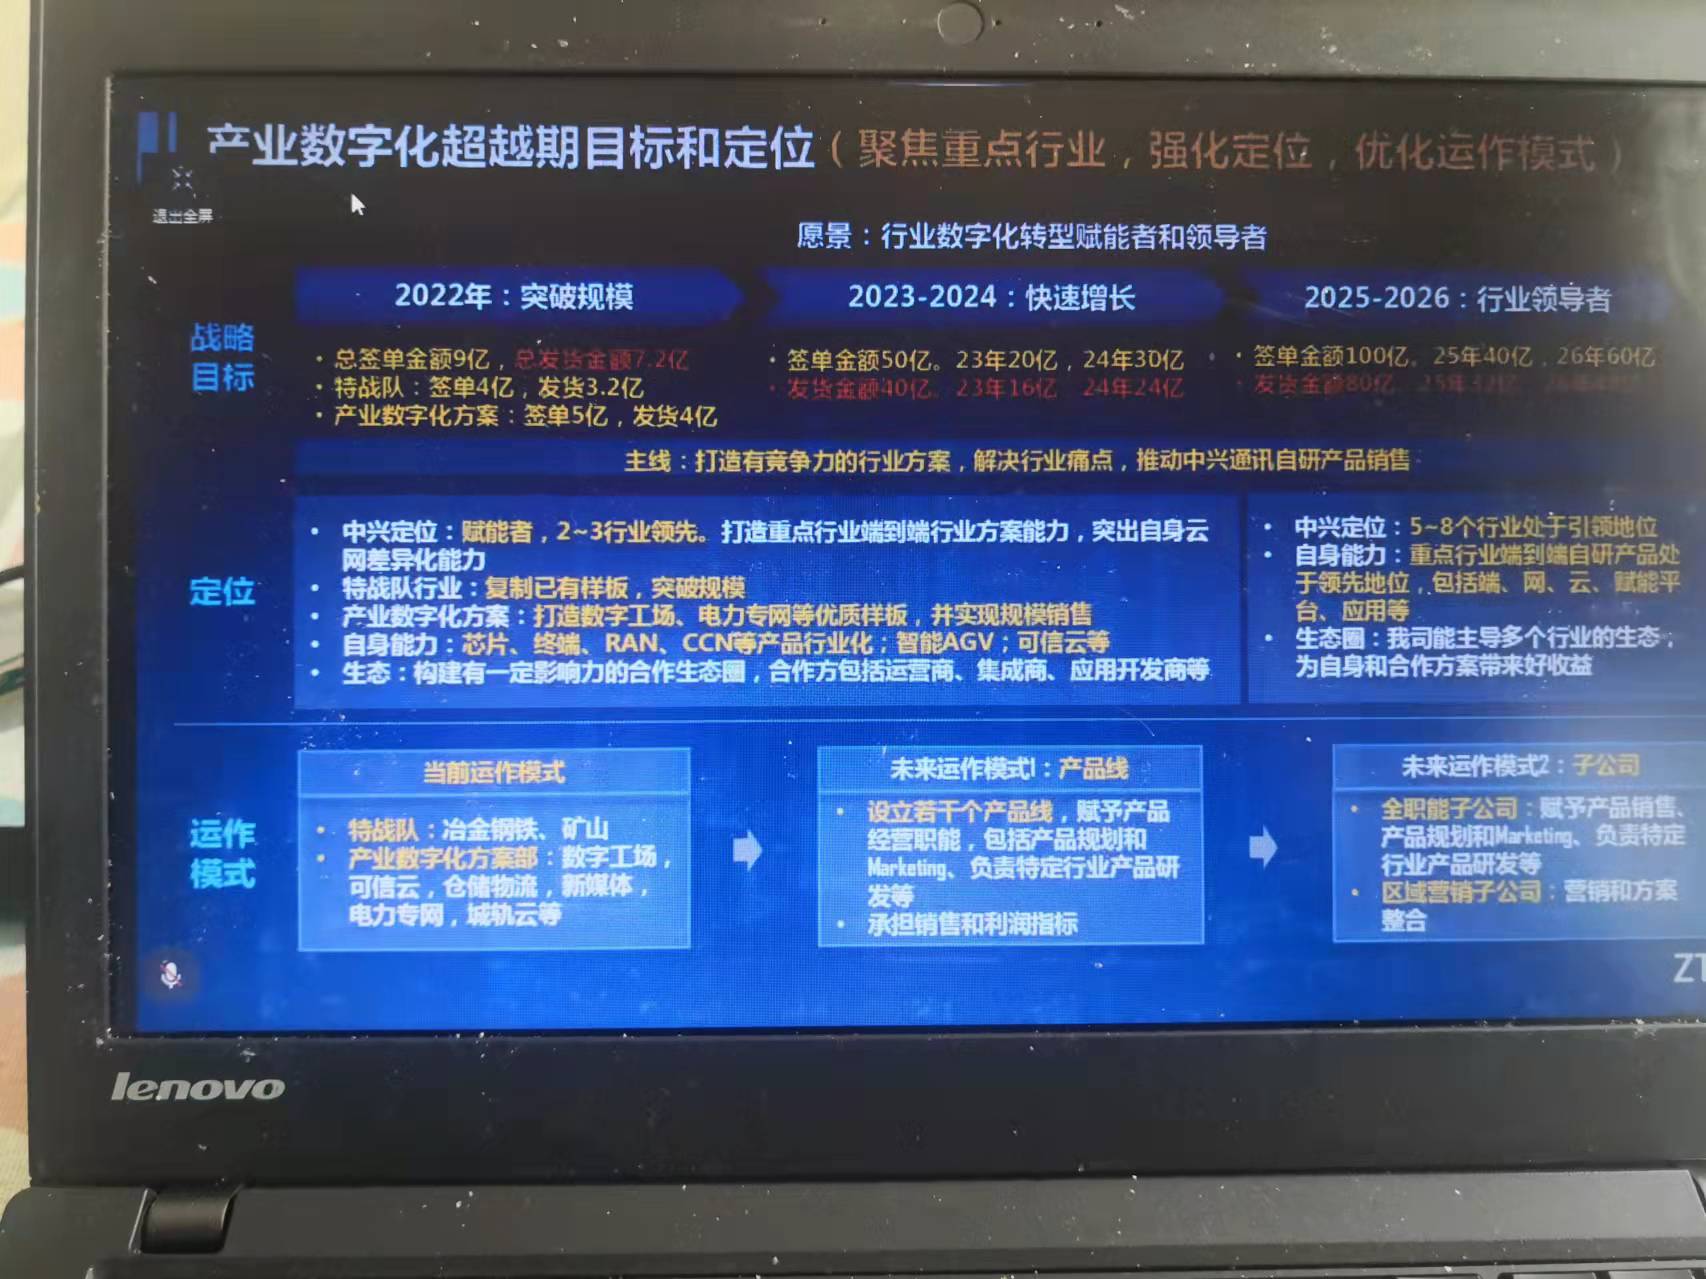 产业数字化超越期目标和定位（聚焦重点行业，强化定位，优化运作模式）
退出全屏
愿景：行业数字化转型赋能者和领导者
2022年：突破规模
2023-2024：快速增长
2025-2026：行业领导者
战略
目标
• 总签单金额9亿，总发货金额7.2亿
• 特战队：签单4亿，发货3.2亿
• 产业数字化方案：签单5亿，发货4亿
• 签单金额50亿。23年20亿，24年30亿
• 发货金额40亿。23年16亿 24年24亿
• 签单金额100亿。25年40亿，26年60亿
• 发货金额80亿。25年32亿
主线：打造有竞争力的行业方案，解决行业痛点，推动中兴通讯自研产品销售
定位
• 中兴定位：赋能者，2~3行业领先。打造重点行业端到端行业方案能力，突出自身云
网差异化能力
• 特战队行业：复制已有样板，突破规模
• 产业数字化方案：打造数字工场、电力专网等优质样板，并实现规模销售
• 自身能力：芯片、终端、RAN、CCN等产品行业化；智能AGV；可信云等
• 生态：构建有一定影响力的合作生态圈，合作方包括运营商、集成商、应用开发商等
• 中兴定位：5~8个行业处于引领地位
• 自身能力：重点行业端到端自研产品处
于领先地位，包括端、网、云、赋能平
台、应用等
• 生态圈：我司能主导多个行业的生态，
为自身和合作方案带来好收益
运作
模式
当前运作模式
• 特战队：冶金钢铁、矿山
• 产业数字化方案部：数字工场，
可信云，仓储物流，新媒体，
电力专网，城轨云等
未来运作模式1：产品线
• 设立若干个产品线，赋予产品
经营职能，包括产品规划和
Marketing、负责特定行业产品研
发等
• 承担销售和利润指标
未来运作模式2：子公司
• 全职能子公司：赋予产品销售、
产品规划和Marketing、负责特定
行业产品研发等
• 区域营销子公司：营销和方案
整合
ZT
lenovo